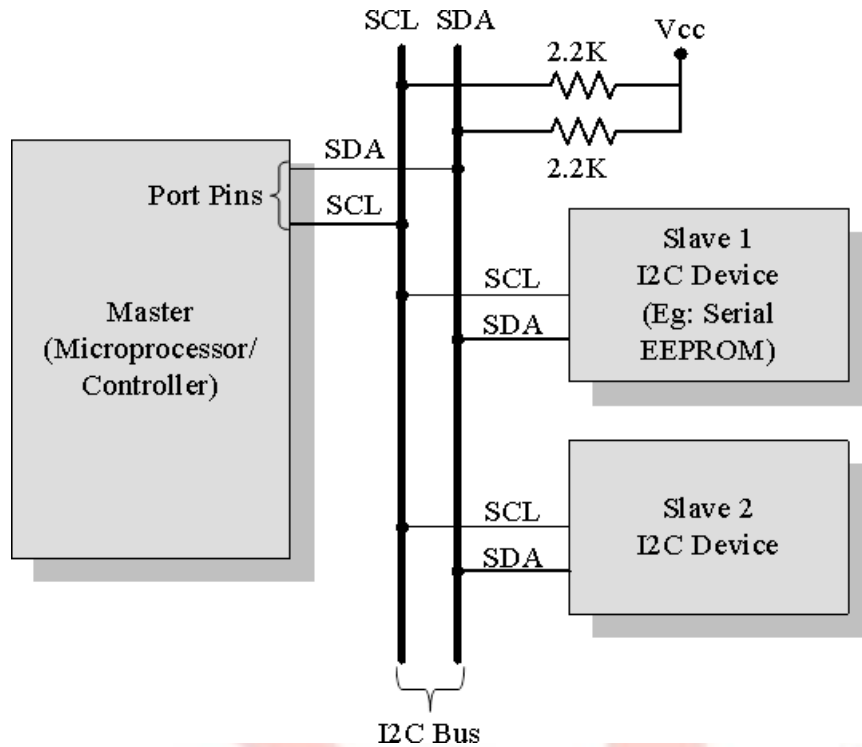 SCL SDA
Vcc
2.2K
2.2K
SDA
Port Pins
SCL
Master
(Microprocessor/
Controller)
SCL
SDA
Slave 1
I2C Device
(Eg: Serial
EEPROM)
SCL
SDA
Slave 2
I2C Device
I2C Bus